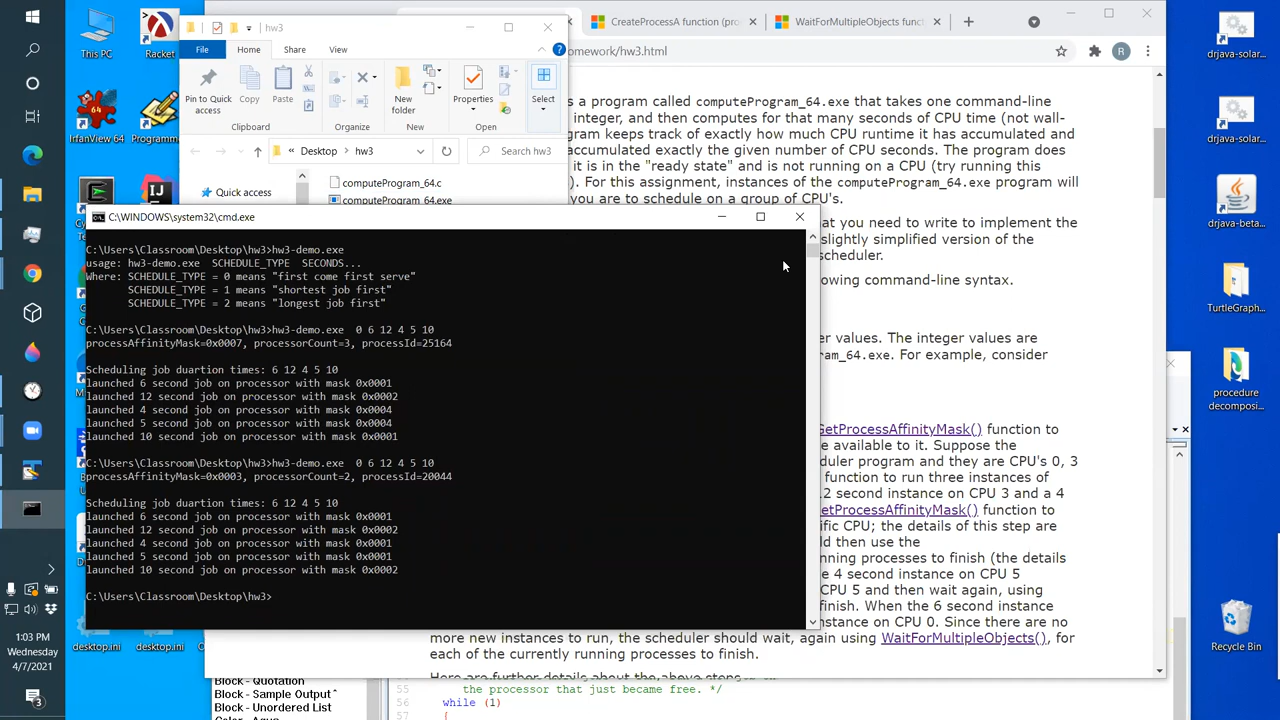 This PC
Racket
IrfanView 64
Programm
hw3
File
Home
Share
View
Pin to Quick access
Copy
Paste
New folder
Properties
Open
Select
Clipboard
Organize
New
Open
Desktop > hw3
Search hw3
Quick access
computeProgram_64.c
computeProgram_64.exe
CreateProcessA function (pro
WaitForMultipleObjects func
omework/hw3.html
R
s a program called computeProgram_64.exe that takes one command-line
integer, and then computes for that many seconds of CPU time (not wall-
gram keeps track of exactly how much CPU runtime it has accumulated and
accumulated exactly the given number of CPU seconds. The program does
it is in the "ready state" and is not running on a CPU (try running this
). For this assignment, instances of the computeProgram_64.exe program will
you are to schedule on a group of CPU's.
that you need to write to implement the
slightly simplified version of the
scheduler.
owing command-line syntax.
er values. The integer values are
ram_64.exe. For example, consider
GetProcessAffinityMask() function to
e available to it. Suppose the
duler program and they are CPU's 0, 3
function to run three instances of
12 second instance on CPU 3 and a 4
etProcessAffinityMask() function to
ific CPU; the details of this step are
ld then use the
nning processes to finish (the details
e 4 second instance on CPU 5
CPU 5 and then wait again, using
finish. When the 6 second instance
instance on CPU 0. Since there are no
more new instances to run, the scheduler should wait, again using WaitForMultipleObjects(), for
each of the currently running processes to finish.
Here are further details about the above steps
C:\WINDOWS\system32\cmd.exe
C:\Users\Classroom\Desktop\hw3>hw3-demo.exe
usage: hw3-demo.exe  SCHEDULE_TYPE  SECONDS...
Where: SCHEDULE_TYPE = 0 means "first come first serve"
SCHEDULE_TYPE = 1 means "shortest job first"
SCHEDULE_TYPE = 2 means "longest job first"
C:\Users\Classroom\Desktop\hw3>hw3-demo.exe  0 6 12 4 5 10
processAffinityMask=0x0007, processorCount=3, processId=25164
Scheduling job duartion times: 6 12 4 5 10
launched 6 second job on processor with mask 0x0001
launched 12 second job on processor with mask 0x0002
launched 4 second job on processor with mask 0x0004
launched 5 second job on processor with mask 0x0004
launched 10 second job on processor with mask 0x0001
C:\Users\Classroom\Desktop\hw3>hw3-demo.exe  0 6 12 4 5 10
processAffinityMask=0x0003, processorCount=2, processId=20044
Scheduling job duartion times: 6 12 4 5 10
launched 6 second job on processor with mask 0x0001
launched 12 second job on processor with mask 0x0002
launched 4 second job on processor with mask 0x0001
launched 5 second job on processor with mask 0x0001
launched 10 second job on processor with mask 0x0002
C:\Users\Classroom\Desktop\hw3>
desktop.ini
desktop.ini
Block - Quotation
Block - Sample Output
Block - Unordered List
55 the processor that just became free. */
56 while (1)
57 {
drjava-solar...
drjava-solar...
drjava-beta...
TurtleGraph...
procedure decomposi...
Recycle Bin
1:03 PM
Wednesday
4/7/2021
3